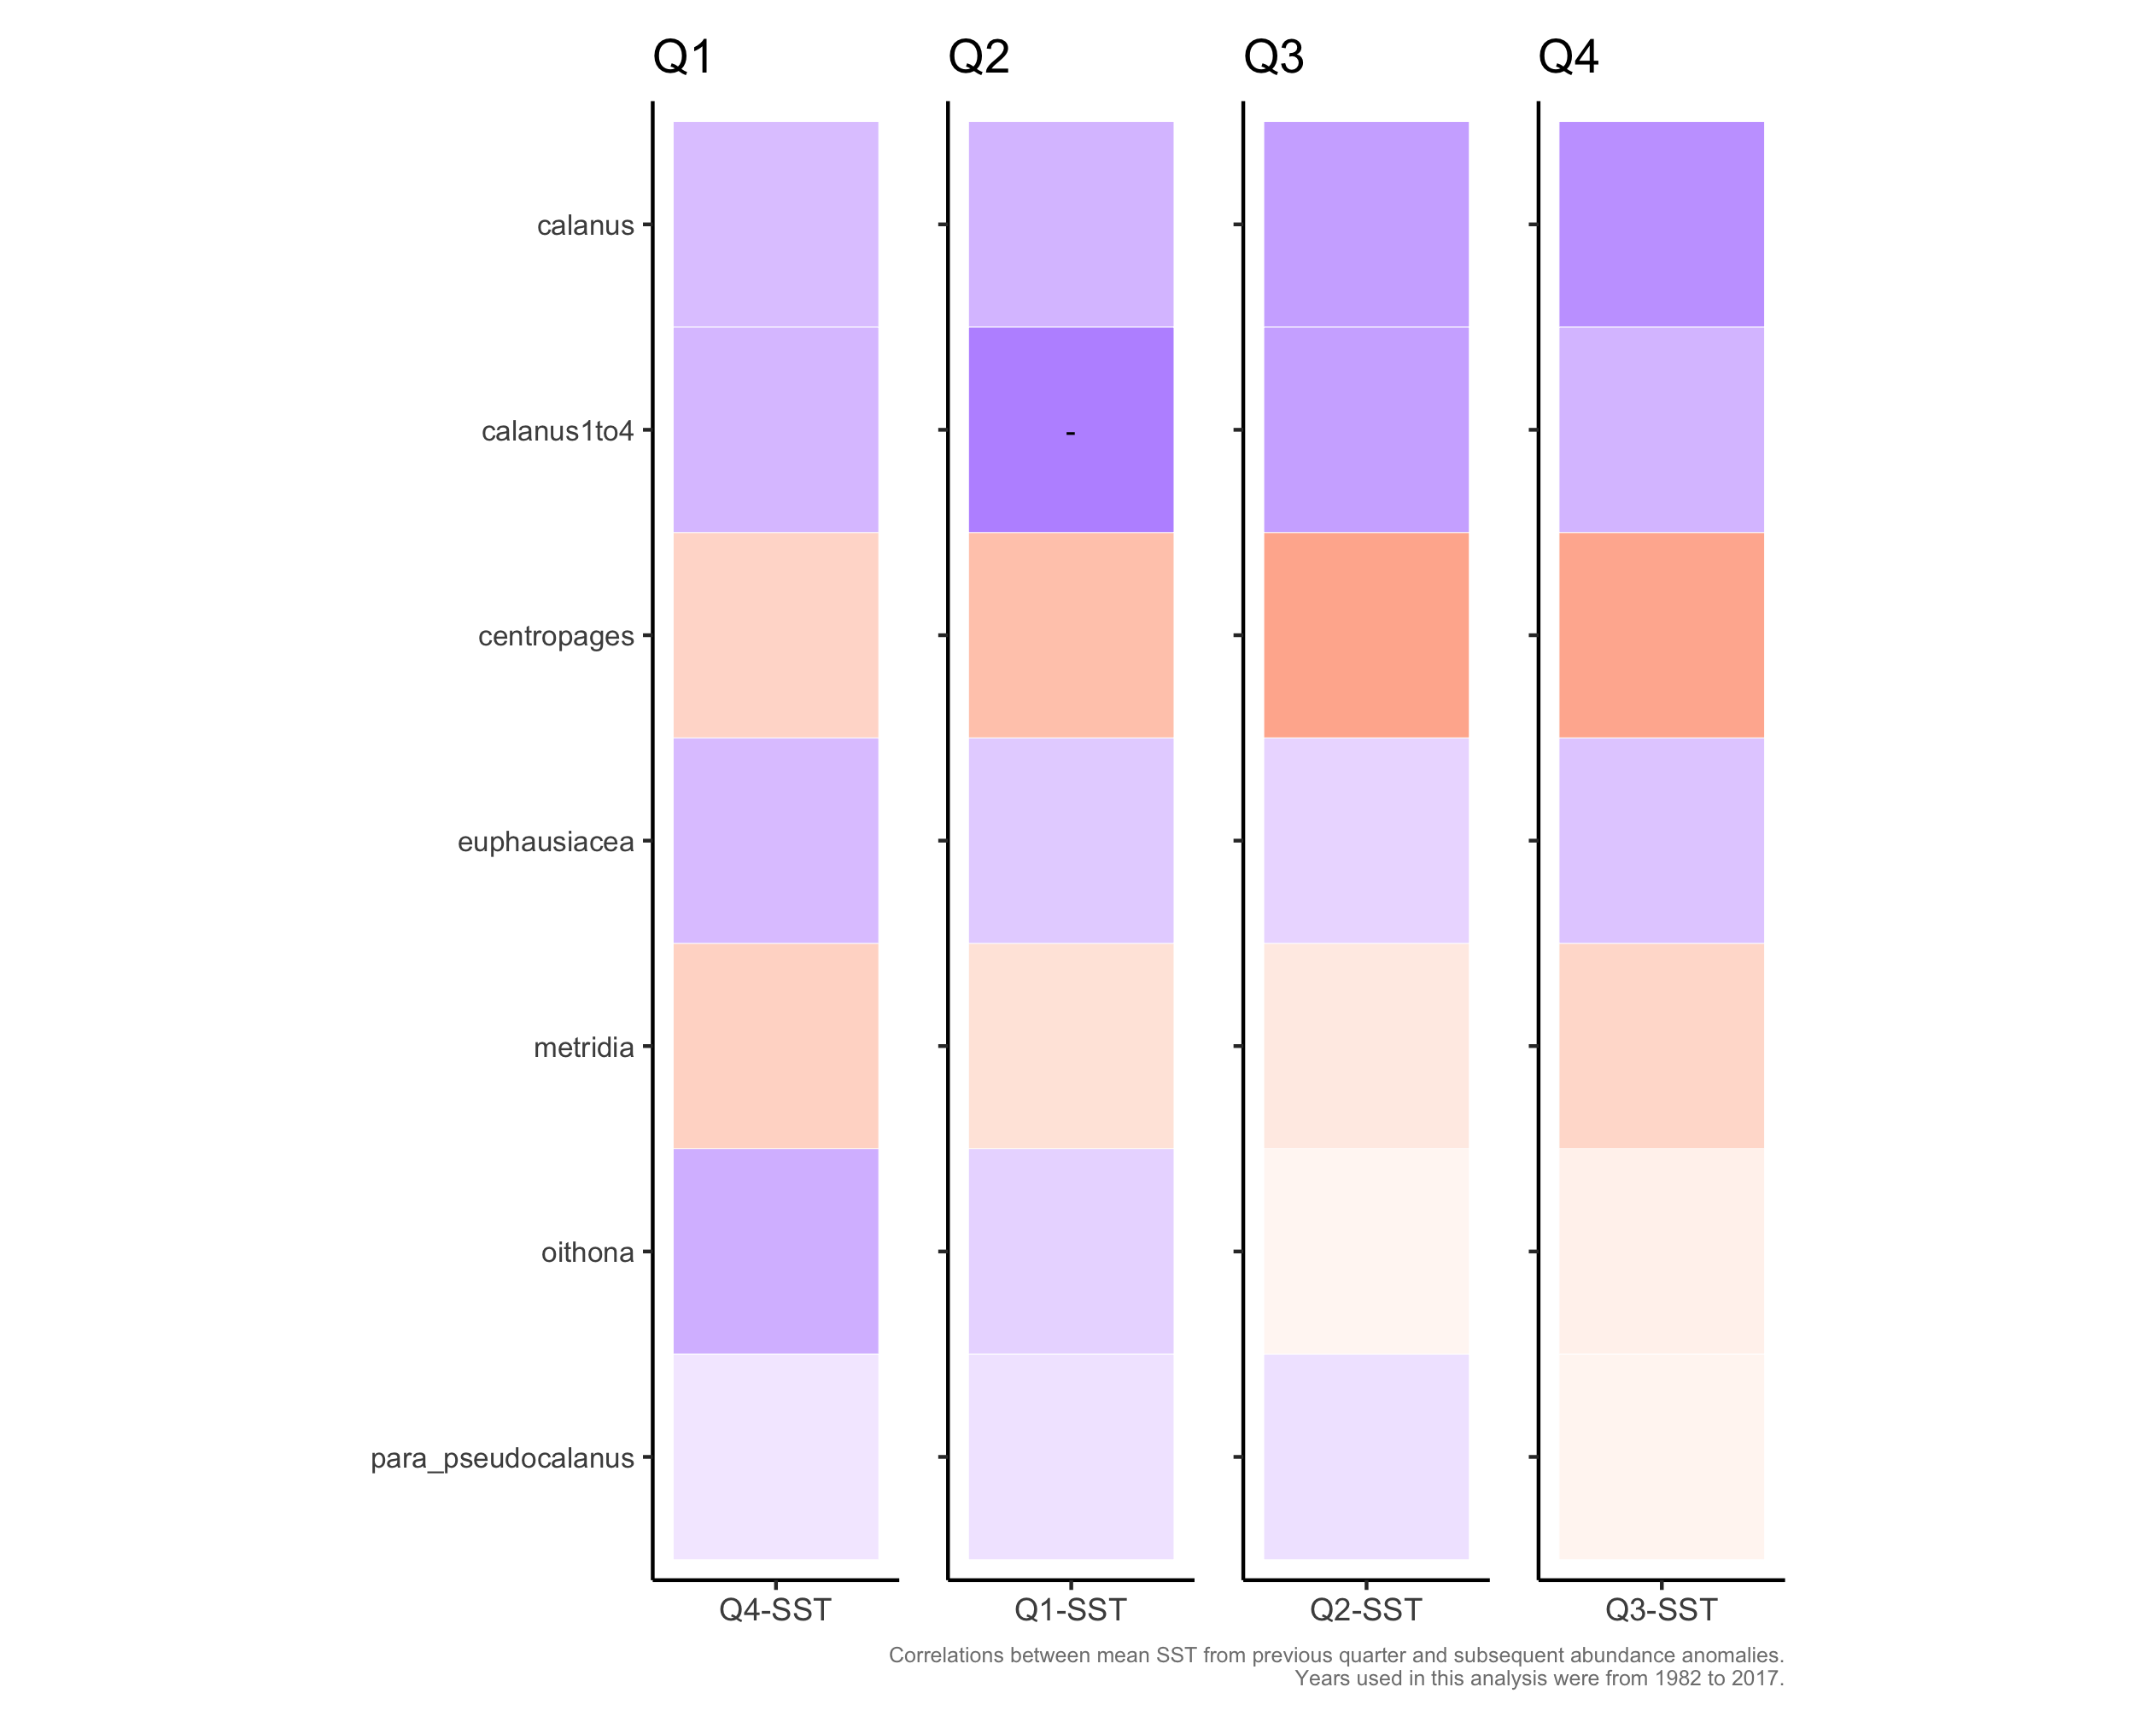 Q1 Q2 Q3 Q4
calanus
calanus1to4
-
centropages
euphausiacea
metridia
oithona
para_pseudocalanus
Q4-SST Q1-SST Q2-SST Q3-SST
Correlations between mean SST from previous quarter and subsequent abundance anomalies.
Years used in this analysis were from 1982 to 2017.